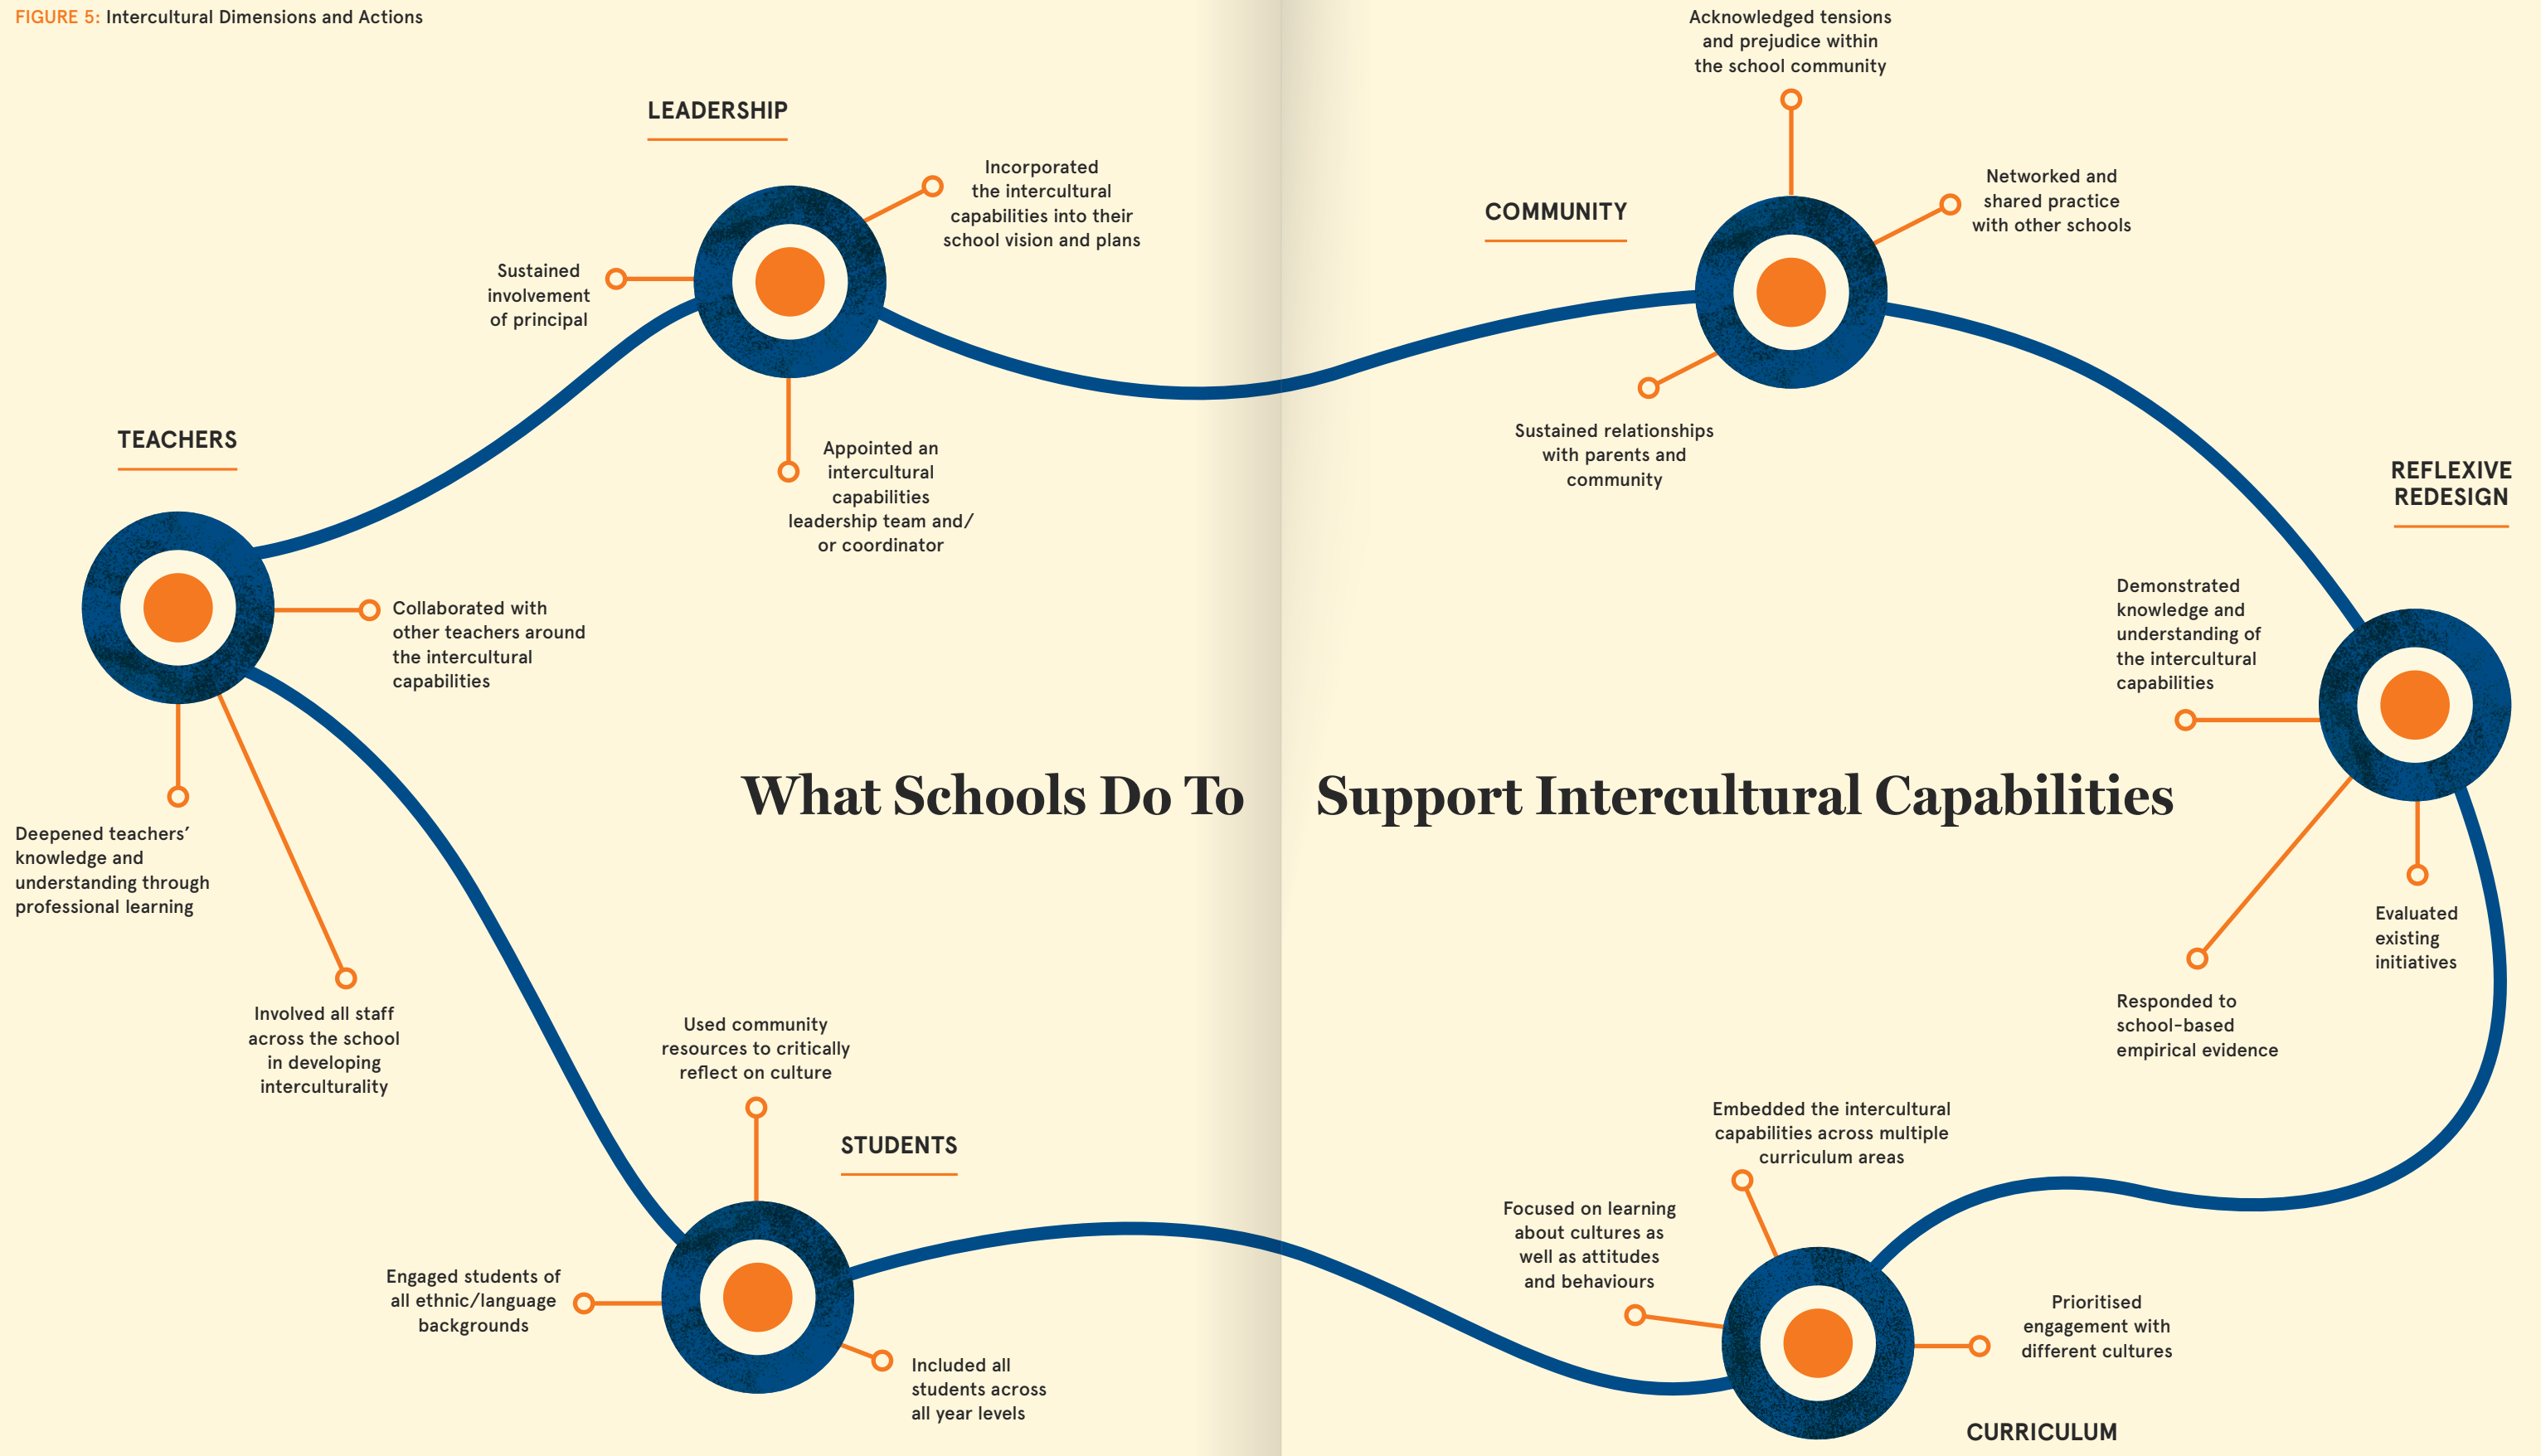 FIGURE 5: Intercultural Dimensions and Actions
LEADERSHIP
Incorporated
the intercultural
capabilities into their
school vision and plans
Sustained
involvement
of principal
Appointed an
intercultural
capabilities
leadership team and/
or coordinator
COMMUNITY
Acknowledged tensions
and prejudice within
the school community
Networked and
shared practice
with other schools
Sustained relationships
with parents and
community
TEACHERS
Collaborated with
other teachers around
the intercultural
capabilities
Deepened teachers’
knowledge and
understanding through
professional learning
Involved all staff
across the school
in developing
interculturality
REFLEXIVE
REDESIGN
Demonstrated
knowledge and
understanding of
the intercultural
capabilities
Evaluated
existing
initiatives
Responded to
school-based
empirical evidence
What Schools Do To Support Intercultural Capabilities
STUDENTS
Used community
resources to critically
reflect on culture
Engaged students of
all ethnic/language
backgrounds
Included all
students across
all year levels
Embedded the intercultural
capabilities across multiple
curriculum areas
Focused on learning
about cultures as
well as attitudes
and behaviours
Prioritised
engagement with
different cultures
CURRICULUM